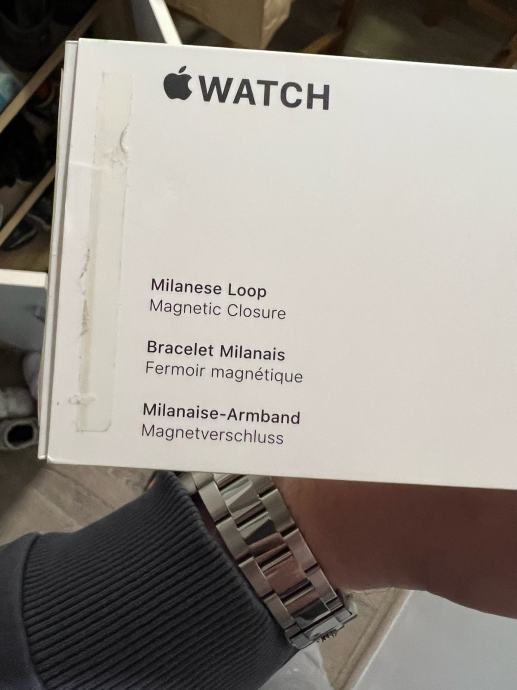 WATCH
Milanese Loop
Magnetic Closure
Bracelet Milanais
Fermoir magnétique
Milanaise-Armband
Magnetverschluss